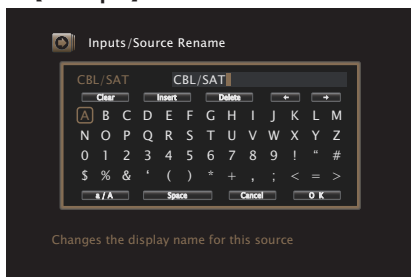 Inputs/Source Rename
CBL/SAT CBL/SAT
Clear Insert Delete ← →
A B C D E F G H I J K L M
N O P Q R S T U V W X Y Z
0 1 2 3 4 5 6 7 8 9 ! “ #
$ % & ‘ ( ) * + , ; < = >
a / A Space Cancel O K
Changes the display name for this source